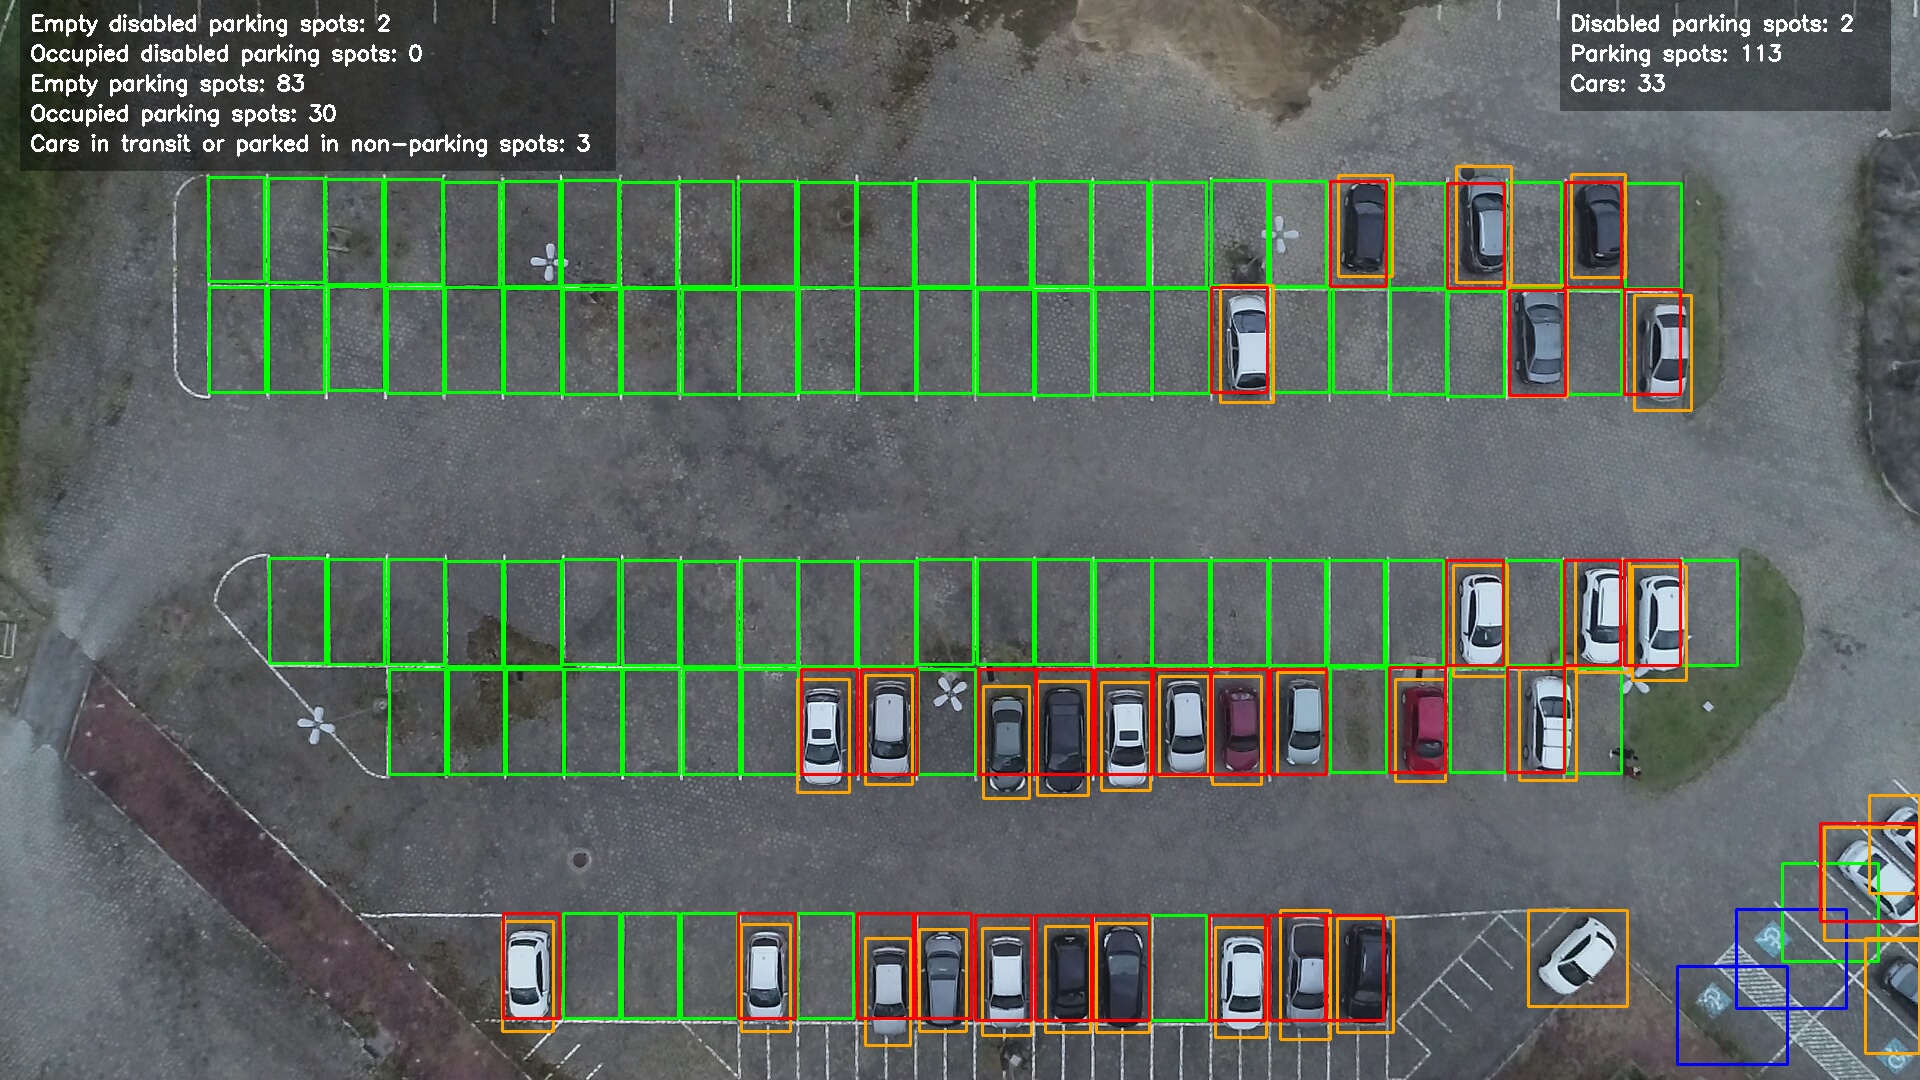 Empty disabled parking spots: 2
Occupied disabled parking spots: 0
Empty parking spots: 83
Occupied parking spots: 30
Cars in transit or parked in non-parking spots: 3
Disabled parking spots: 2
Parking spots: 113
Cars: 33